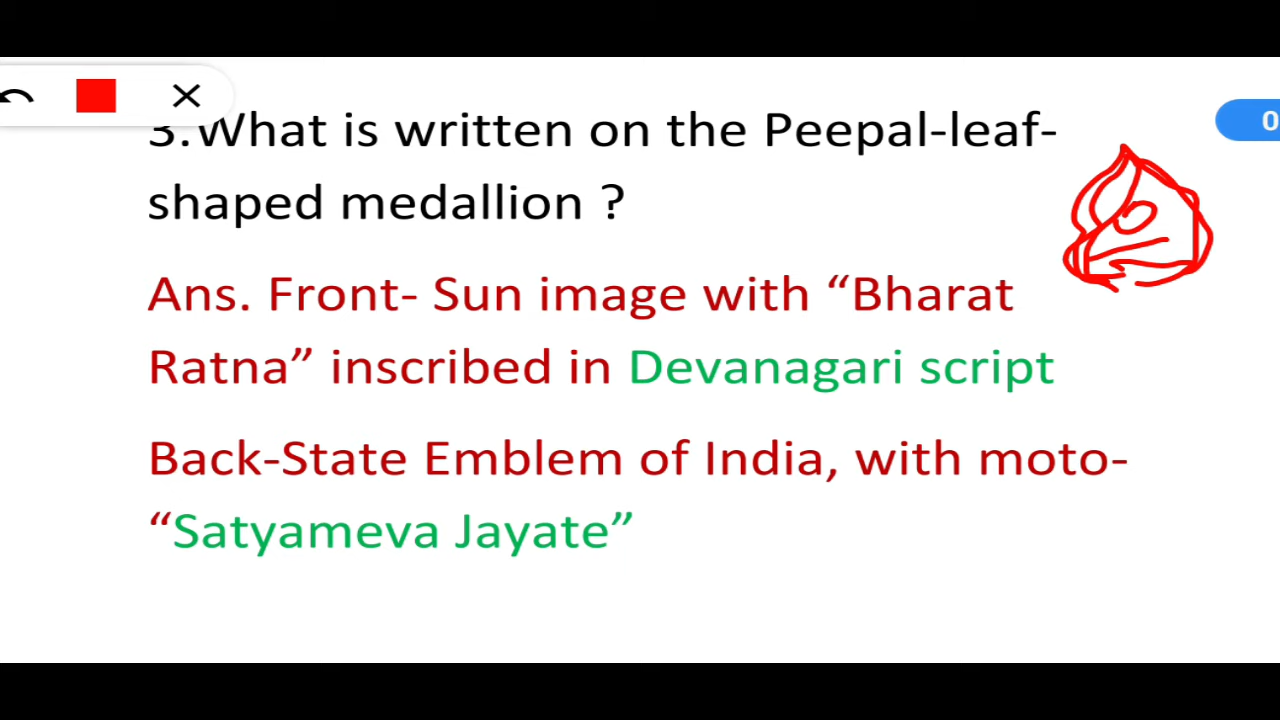 3.What is written on the Peepal-leaf-
shaped medallion ?
Ans. Front- Sun image with “Bharat
Ratna” inscribed in Devanagari script
Back-State Emblem of India, with moto-
“Satyameva Jayate”
0